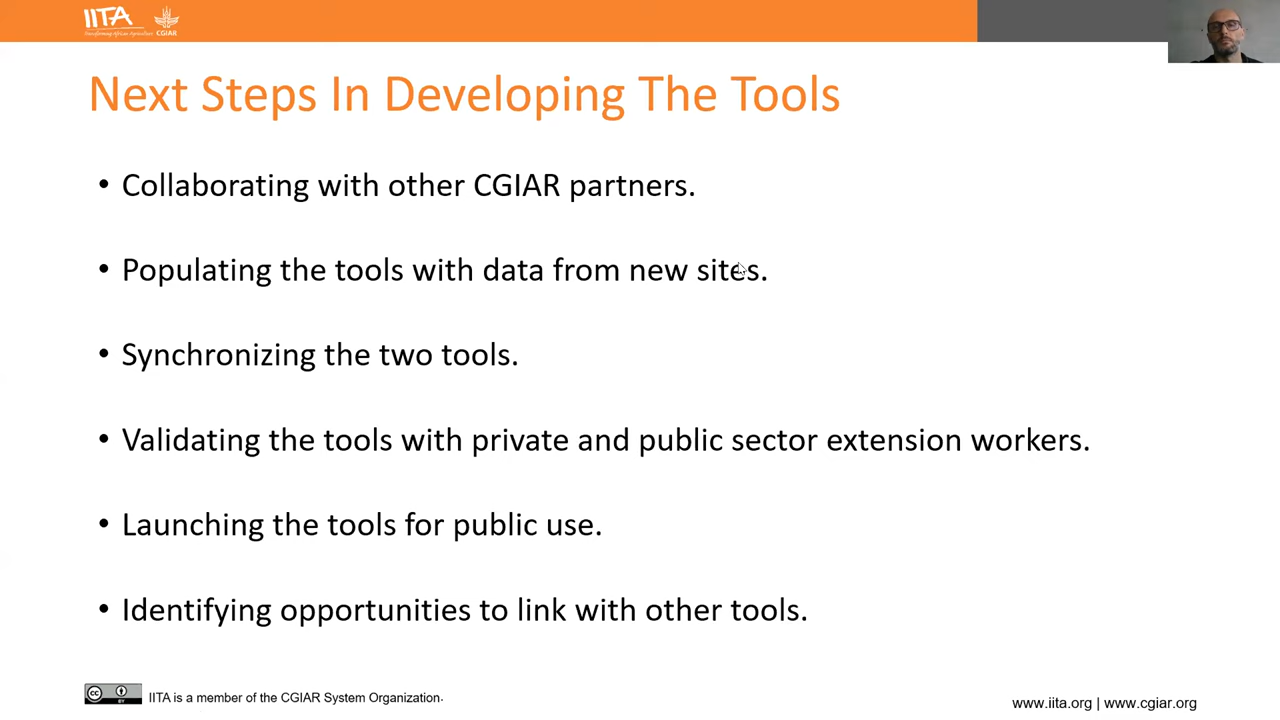 IITA
Transforming African Agriculture
CGIAR
Next Steps In Developing The Tools
• Collaborating with other CGIAR partners.
• Populating the tools with data from new sites.
• Synchronizing the two tools.
• Validating the tools with private and public sector extension workers.
• Launching the tools for public use.
• Identifying opportunities to link with other tools.
cc BY
IITA is a member of the CGIAR System Organization.
www.iita.org | www.cgiar.org